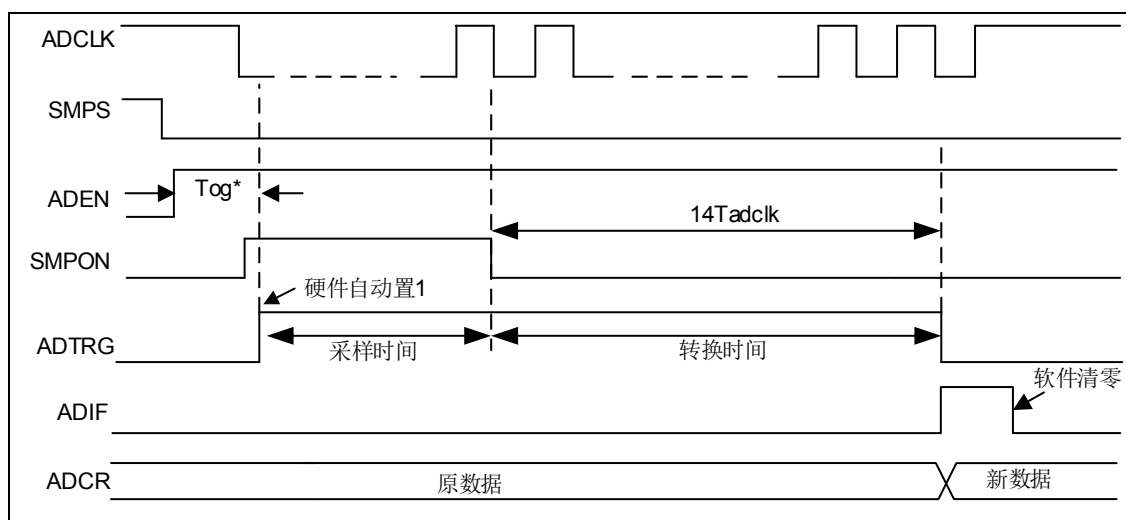 ADCLK
SMPS
Tog*
ADEN
14Tadclk
SMPON
硬件自动置1
ADTRG
采样时间
转换时间
软件清零
ADIF
ADCR
原数据
新数据